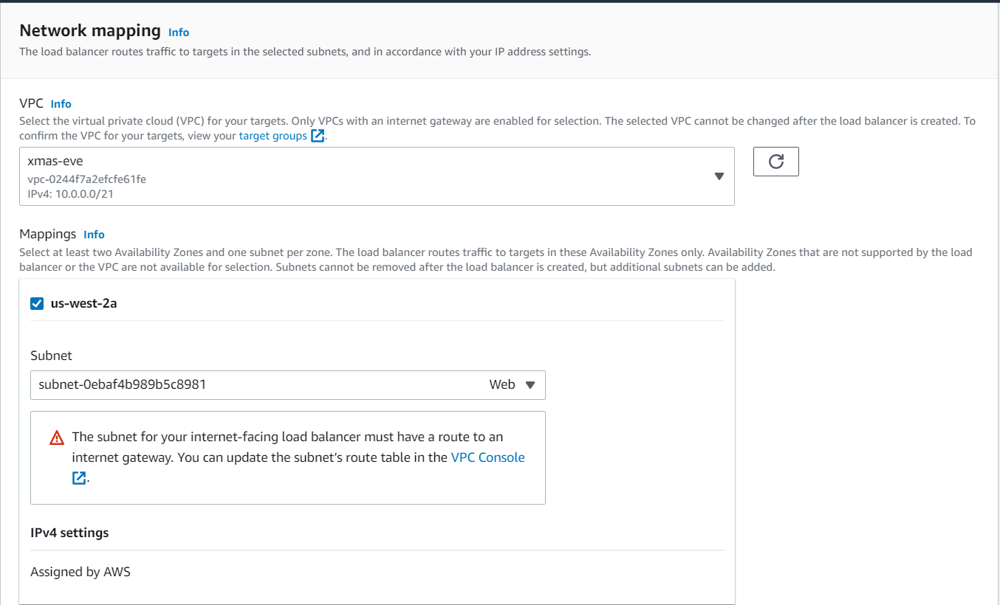 Network mapping Info
The load balancer routes traffic to targets in the selected subnets, and in accordance with your IP address settings.
VPC Info
Select the virtual private cloud (VPC) for your targets. Only VPCs with an internet gateway are enabled for selection. The selected VPC cannot be changed after the load balancer is created. To
confirm the VPC for your targets, view your target groups.
xmas-eve
vpc-0244f7a2efcfe61fe
IPv4: 10.0.0.0/21
Mappings Info
Select at least two Availability Zones and one subnet per zone. The load balancer routes traffic to targets in these Availability Zones only. Availability Zones that are not supported by the load
balancer or the VPC are not available for selection. Subnets cannot be removed after the load balancer is created, but additional subnets can be added.
us-west-2a
Subnet
subnet-0ebaf4b989b5c8981 Web
The subnet for your internet-facing load balancer must have a route to an
internet gateway. You can update the subnet’s route table in the VPC Console
.
IPv4 settings
Assigned by AWS